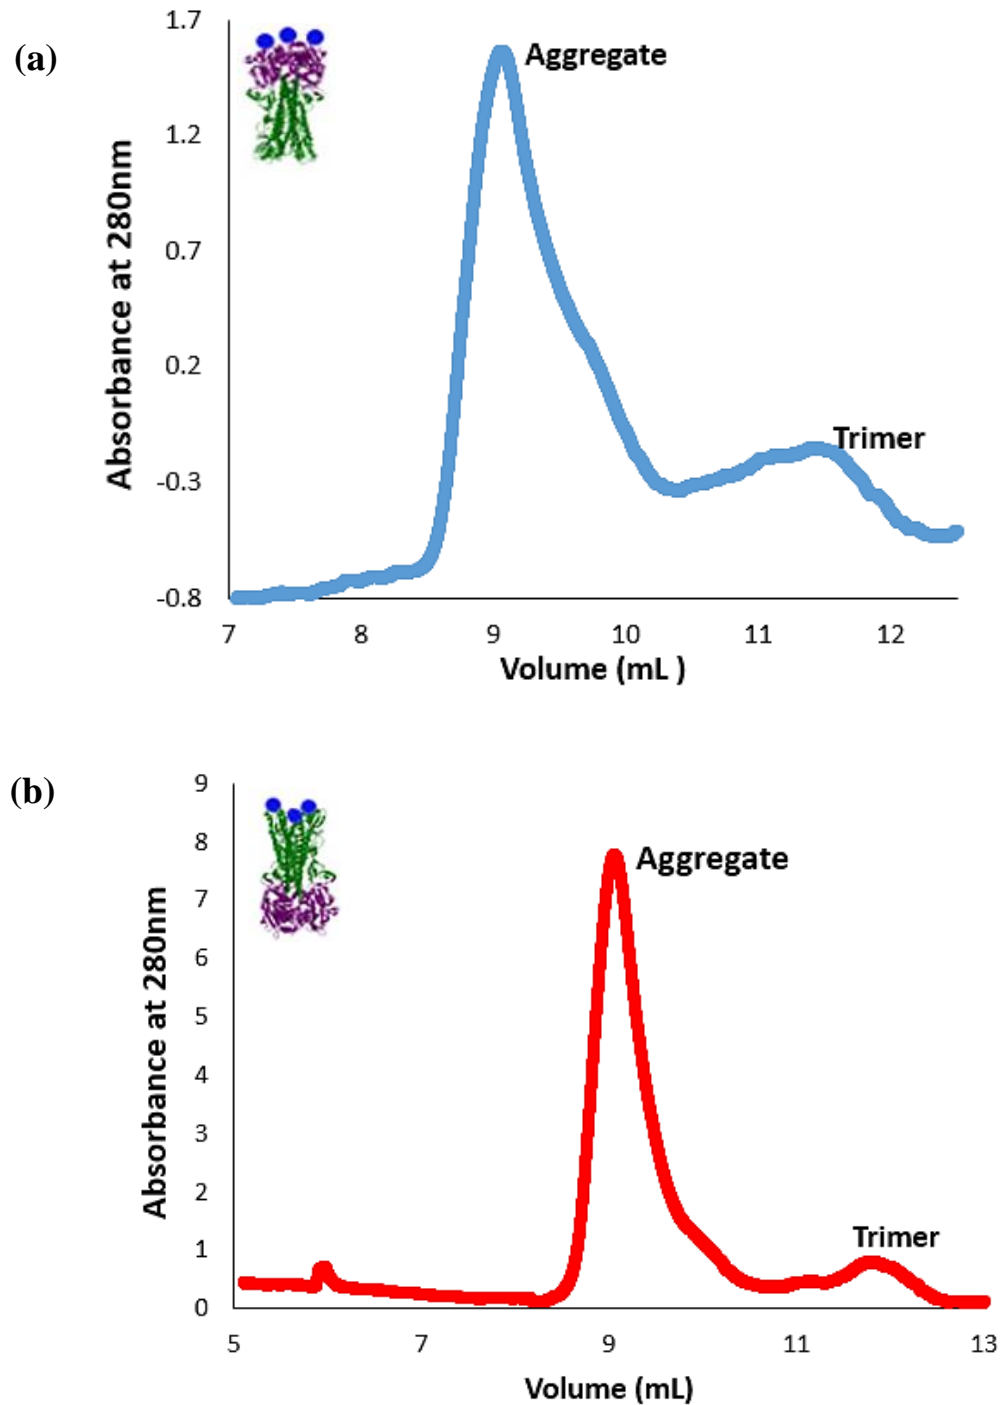 (a)
1.7
1.2
0.7
0.2
-0.3
-0.8
Absorbance at 280nm
Aggregate
Trimer
7 8 9 10 11 12
Volume (mL )
(b)
9
8
7
6
5
4
3
2
1
0
Absorbance at 280nm
Aggregate
Trimer
5 7 9 11 13
Volume (mL)